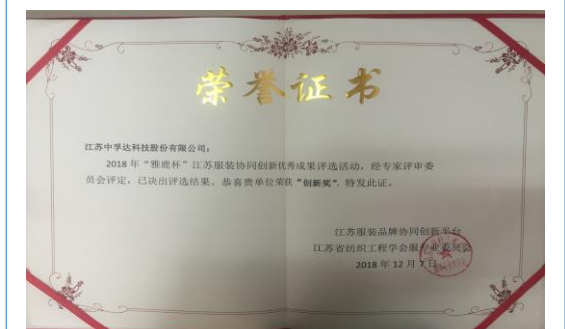 荣誉证书
江苏中孚达科技股份有限公司：
2018 年“雅鹿杯”江苏服装协同创新优秀成果评选活动，经专家评审委
员会评定，已决出评选结果。恭喜贵单位荣获“创新奖”，特发此证。
江苏服装品牌协同创新平台
江苏省纺织工程学会服专业委员会
2018 年 12 月 7 日